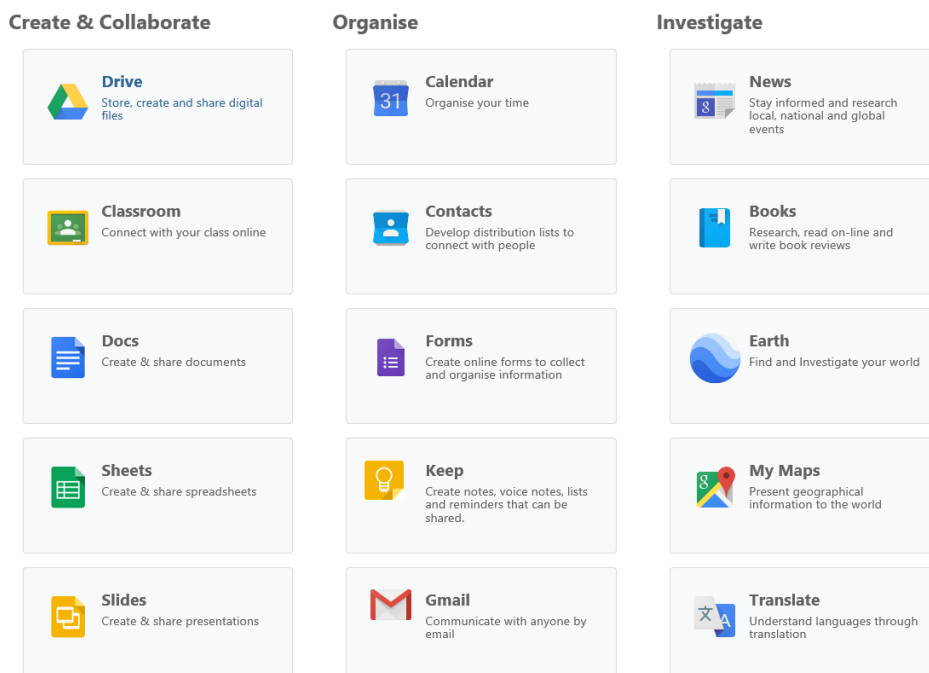 Create & Collaborate
Drive
Store, create and share digital
files
Classroom
Connect with your class online
Docs
Create & share documents
Sheets
Create & share spreadsheets
Slides
Create & share presentations
Organise
31
Calendar
Organise your time
Contacts
Develop distribution lists to
connect with people
Forms
Create online forms to collect
and organise information
Keep
Create notes, voice notes, lists
and reminders that can be
shared.
Gmail
Communicate with anyone by
email
Investigate
8
News
Stay informed and research
local, national and global
events
Books
Research, read on-line and
write book reviews
Earth
Find and Investigate your world
8
My Maps
Present geographical
information to the world
文A
Translate
Understand languages through
translation